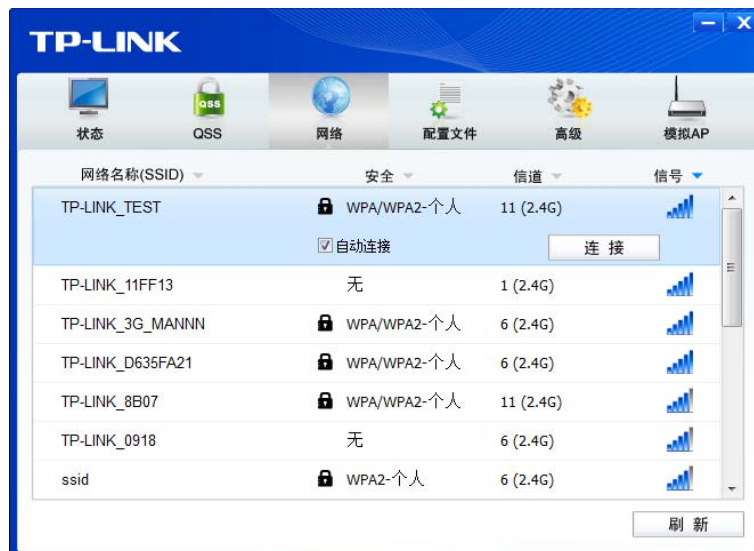 TP-LINK
QSS
状态 QSS 网络 配置文件 高级 模拟AP
网络名称(SSID) 安全 信道 信号
TP-LINK_TEST WPA/WPA2-个人 11 (2.4G)
自动连接 连 接
TP-LINK_11FF13 无 1 (2.4G)
TP-LINK_3G_MANNN WPA/WPA2-个人 6 (2.4G)
TP-LINK_D635FA21 WPA/WPA2-个人 6 (2.4G)
TP-LINK_8B07 WPA/WPA2-个人 11 (2.4G)
TP-LINK_0918 无 6 (2.4G)
ssid WPA2-个人 6 (2.4G)
刷 新